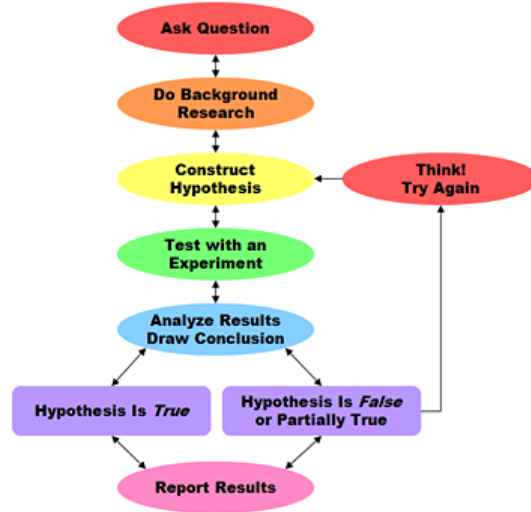 Ask Question
Do Background
Research
Construct
Hypothesis
Think!
Try Again
Test with an
Experiment
Analyze Results
Draw Conclusion
Hypothesis Is True
Hypothesis Is False
or Partially True
Report Results